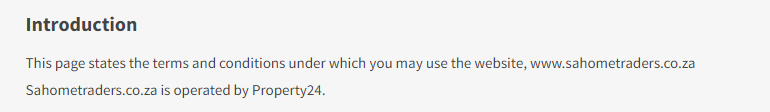 Introduction
This page states the terms and conditions under which you may use the website, www.sahometraders.co.za
Sahometraders.co.za is operated by Property24.